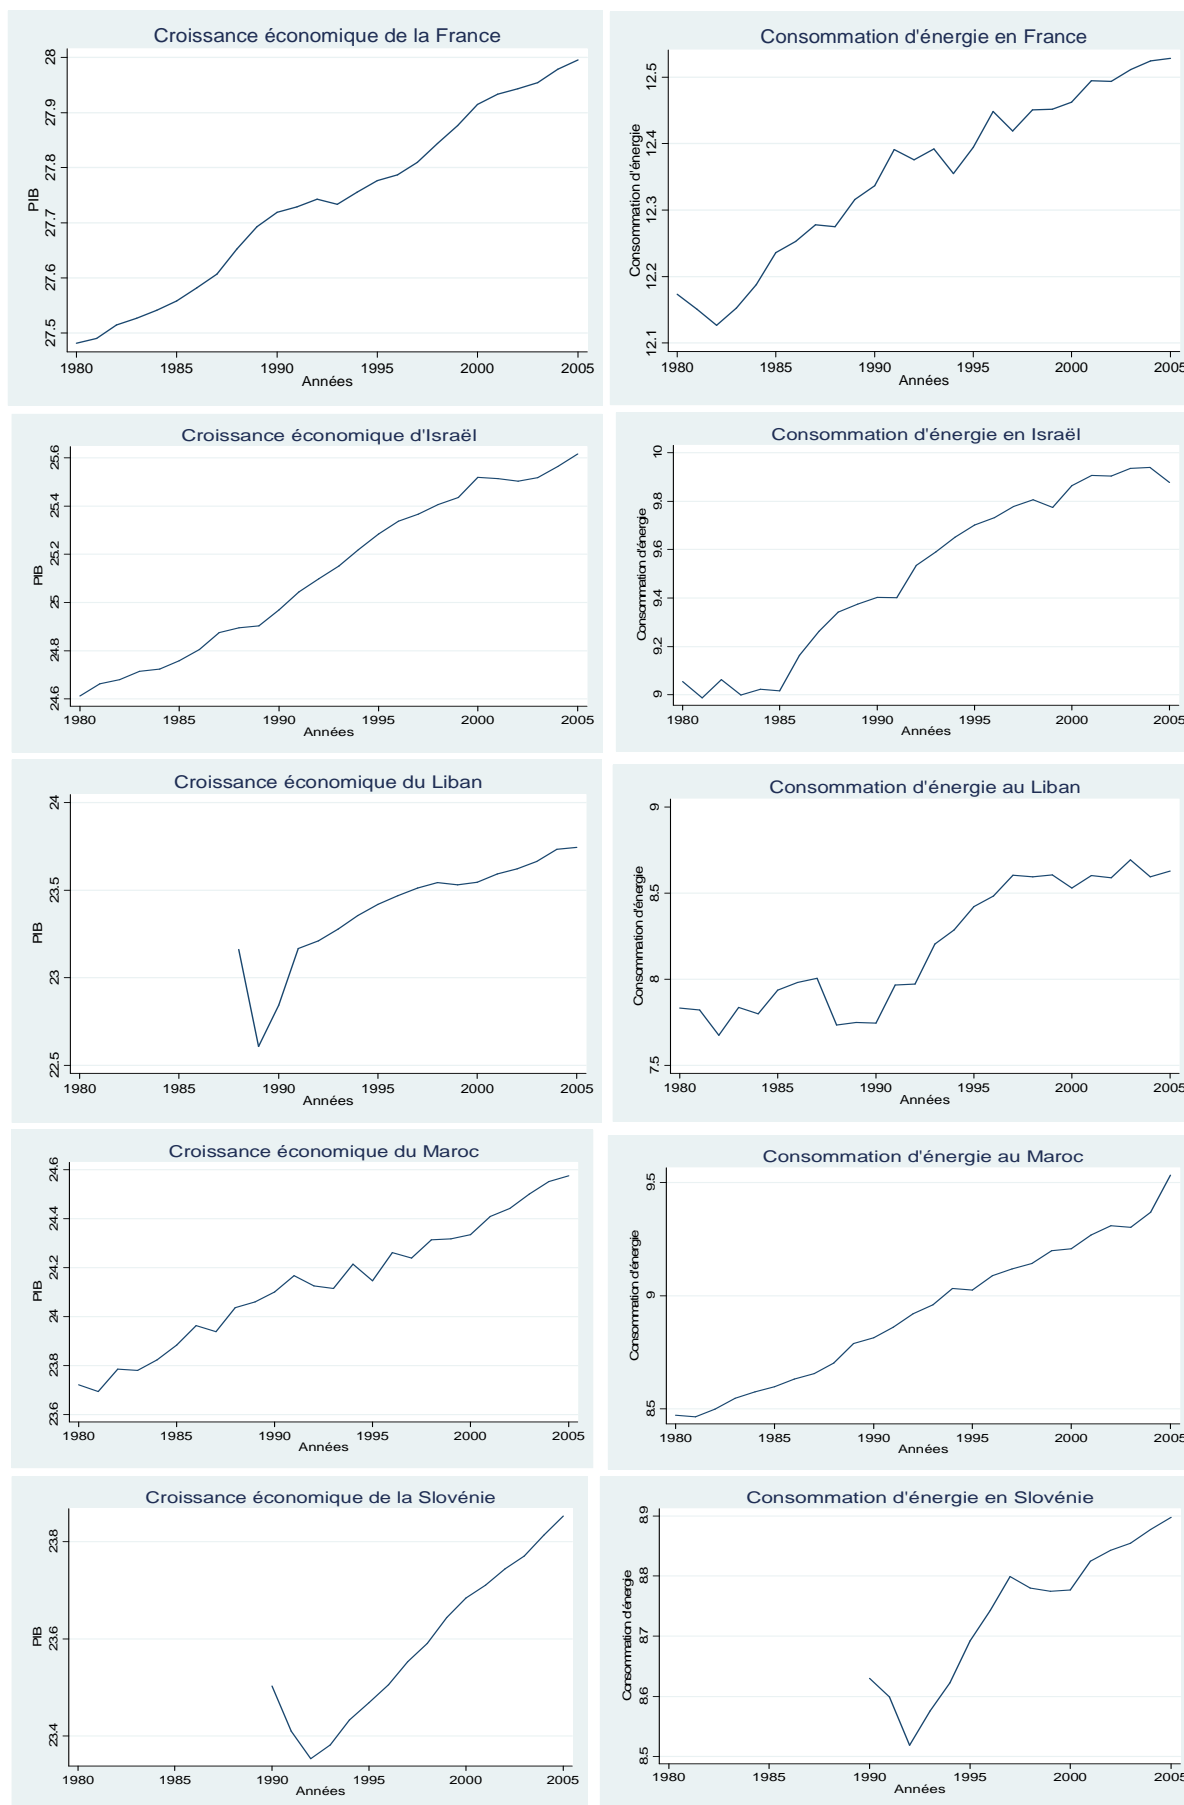 Croissance économique de la France
PIB
28
27.9
27.8
27.7
27.6
27.5
1980 1985 1990 1995 2000 2005
Années
Consommation d'énergie en France
Consommation d'énergie
12.5
12.4
12.3
12.2
12.1
1980 1985 1990 1995 2000 2005
Années
Croissance économique d'Israël
PIB
25.6
25.4
25.2
25
24.8
24.6
1980 1985 1990 1995 2000 2005
Années
Consommation d'énergie en Israël
Consommation d'énergie
10
9.8
9.6
9.4
9.2
9
1980 1985 1990 1995 2000 2005
Années
Croissance économique du Liban
PIB
24
23.5
23
22.5
1980 1985 1990 1995 2000 2005
Années
Consommation d'énergie au Liban
Consommation d'énergie
9
8.5
8
7.5
1980 1985 1990 1995 2000 2005
Années
Croissance économique du Maroc
PIB
24.6
24.4
24.2
24
23.8
23.6
1980 1985 1990 1995 2000 2005
Années
Consommation d'énergie au Maroc
Consommation d'énergie
9.5
9
8.5
1980 1985 1990 1995 2000 2005
Années
Croissance économique de la Slovénie
PIB
23.8
23.6
23.4
1980 1985 1990 1995 2000 2005
Années
Consommation d'énergie en Slovénie
Consommation d'énergie
8.9
8.8
8.7
8.6
8.5
1980 1985 1990 1995 2000 2005
Années